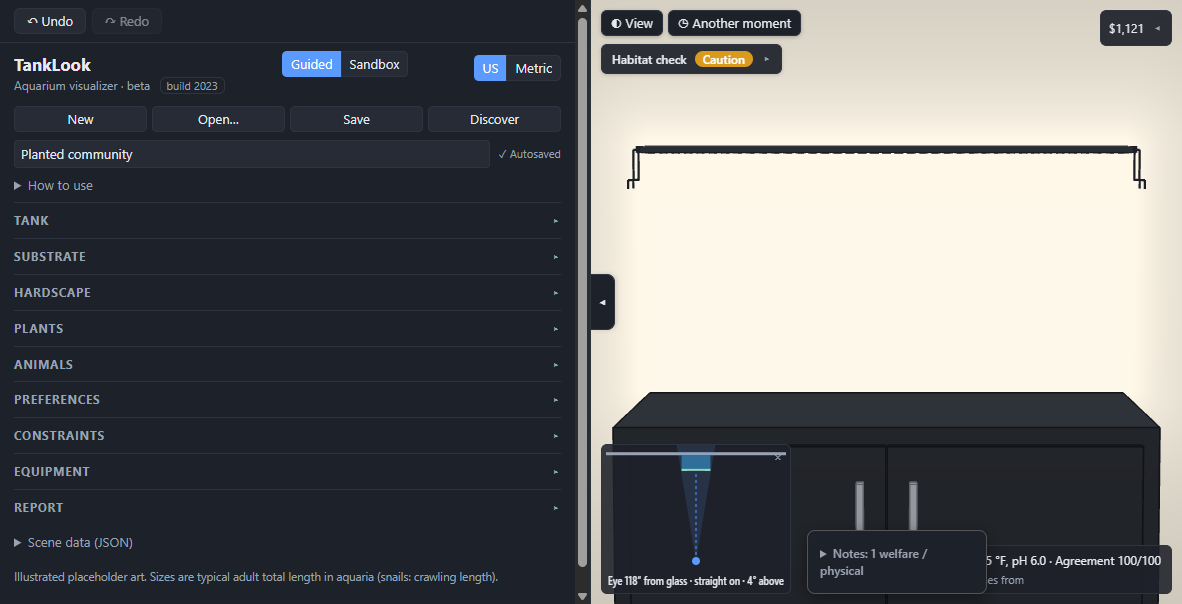 Undo
Redo
TankLook
Aquarium visualizer · beta
build 2023
Guided
Sandbox
US
Metric
New
Open...
Save
Discover
Planted community
✓ Autosaved
How to use
TANK
SUBSTRATE
HARDSCAPE
PLANTS
ANIMALS
PREFERENCES
CONSTRAINTS
EQUIPMENT
REPORT
Scene data (JSON)
Illustrated placeholder art. Sizes are typical adult total length in aquaria (snails: crawling length).
View
Another moment
$1,121
Habitat check
Caution
Eye 118" from glass · straight on · 4° above
Notes: 1 welfare /
physical
5 °F, pH 6.0 · Agreement 100/100
es from